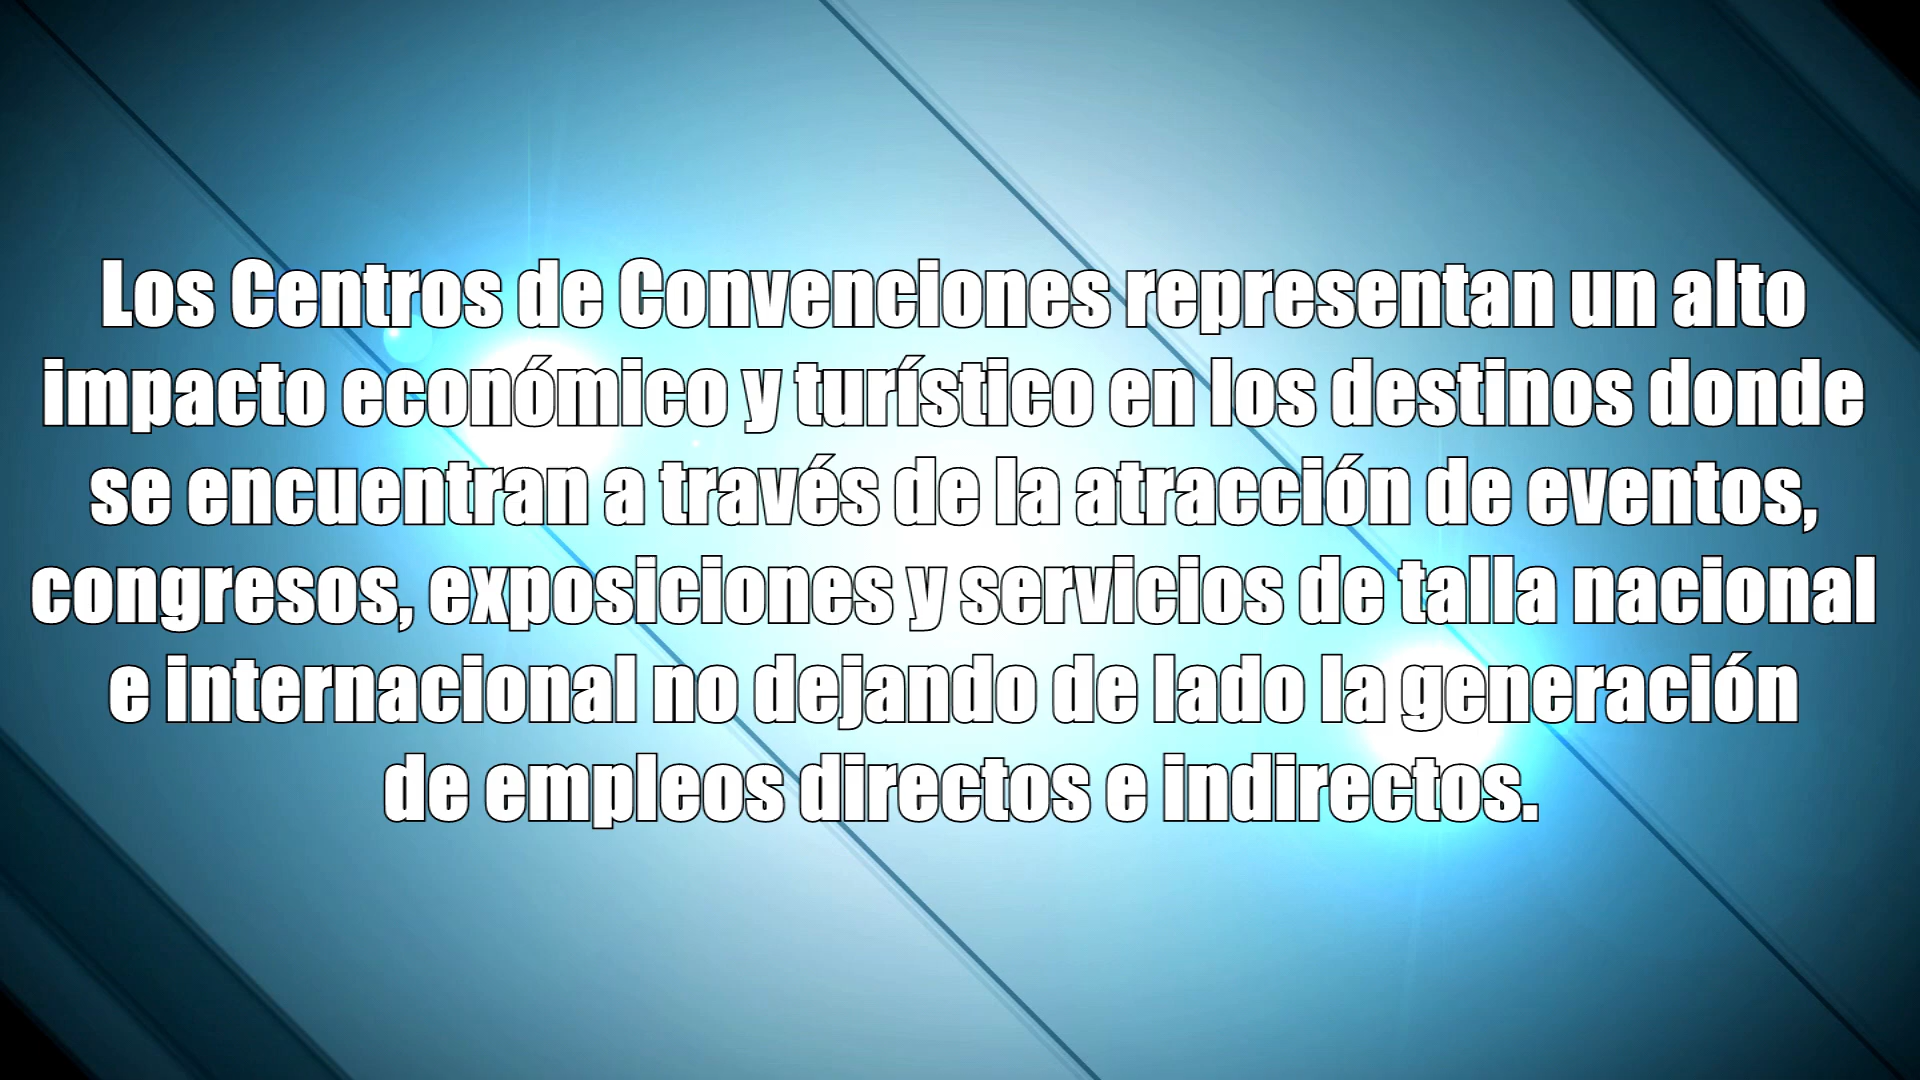 Los Centros de Convenciones representan un alto
impacto económico y turístico en los destinos donde
se encuentran a través de la atracción de eventos,
congresos, exposiciones y servicios de talla nacional
e internacional no dejando de lado la generación
de empleos directos e indirectos.